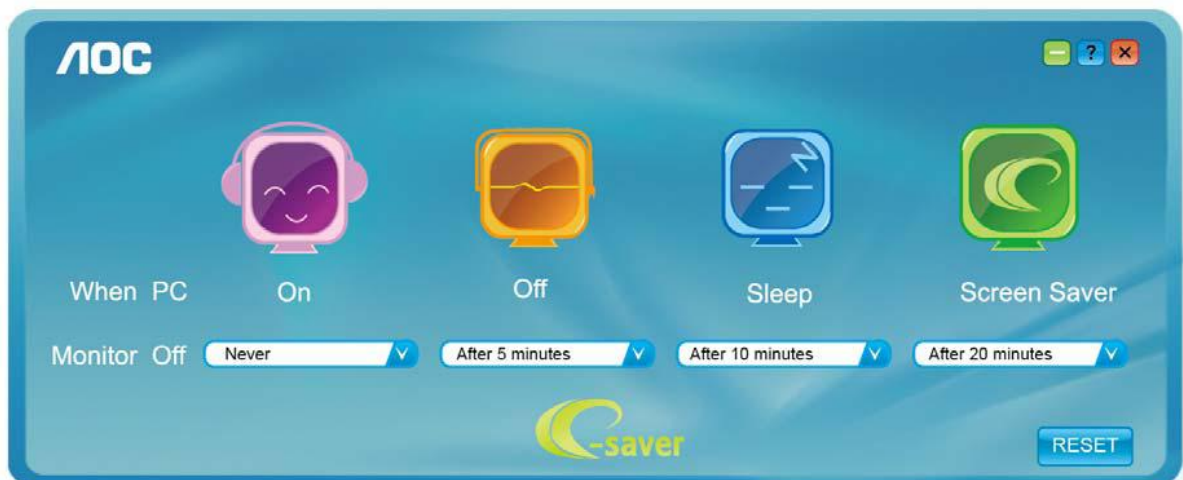 AOC
?
When PC On Off Sleep Screen Saver
Monitor Off Never After 5 minutes After 10 minutes After 20 minutes
e-saver
RESET